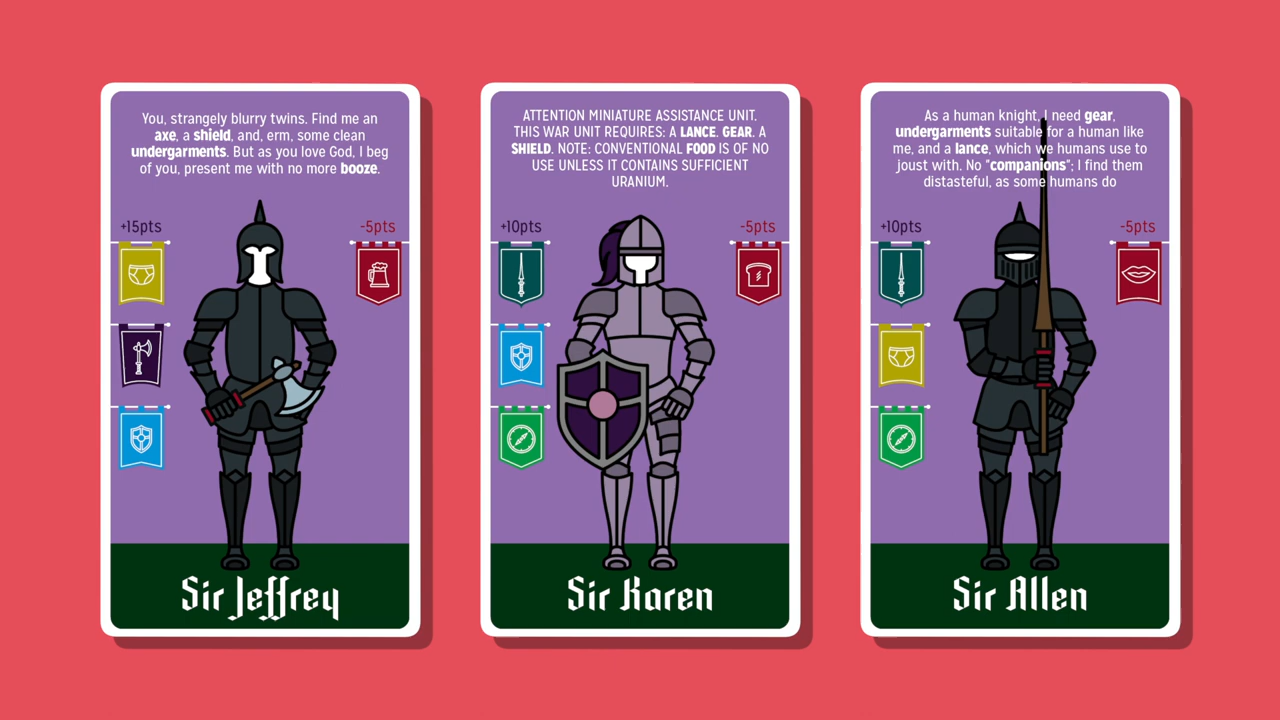 You, strangely blurry twins. Find me an
axe, a shield, and, erm, some clean
undergarments. But as you love God, I beg
of you, present me with no more booze.
+15pts
-5pts
Sir Jeffrey
ATTENTION MINIATURE ASSISTANCE UNIT.
THIS WAR UNIT REQUIRES: A LANCE. GEAR. A
SHIELD. NOTE: CONVENTIONAL FOOD IS OF NO
USE UNLESS IT CONTAINS SUFFICIENT
URANIUM.
+10pts
-5pts
Sir Karen
As a human knight, I need gear,
undergarments suitable for a human like
me, and a lance, which we humans use to
joust with. No "companions"; I find them
distasteful, as some humans do
+10pts
-5pts
Sir Allen